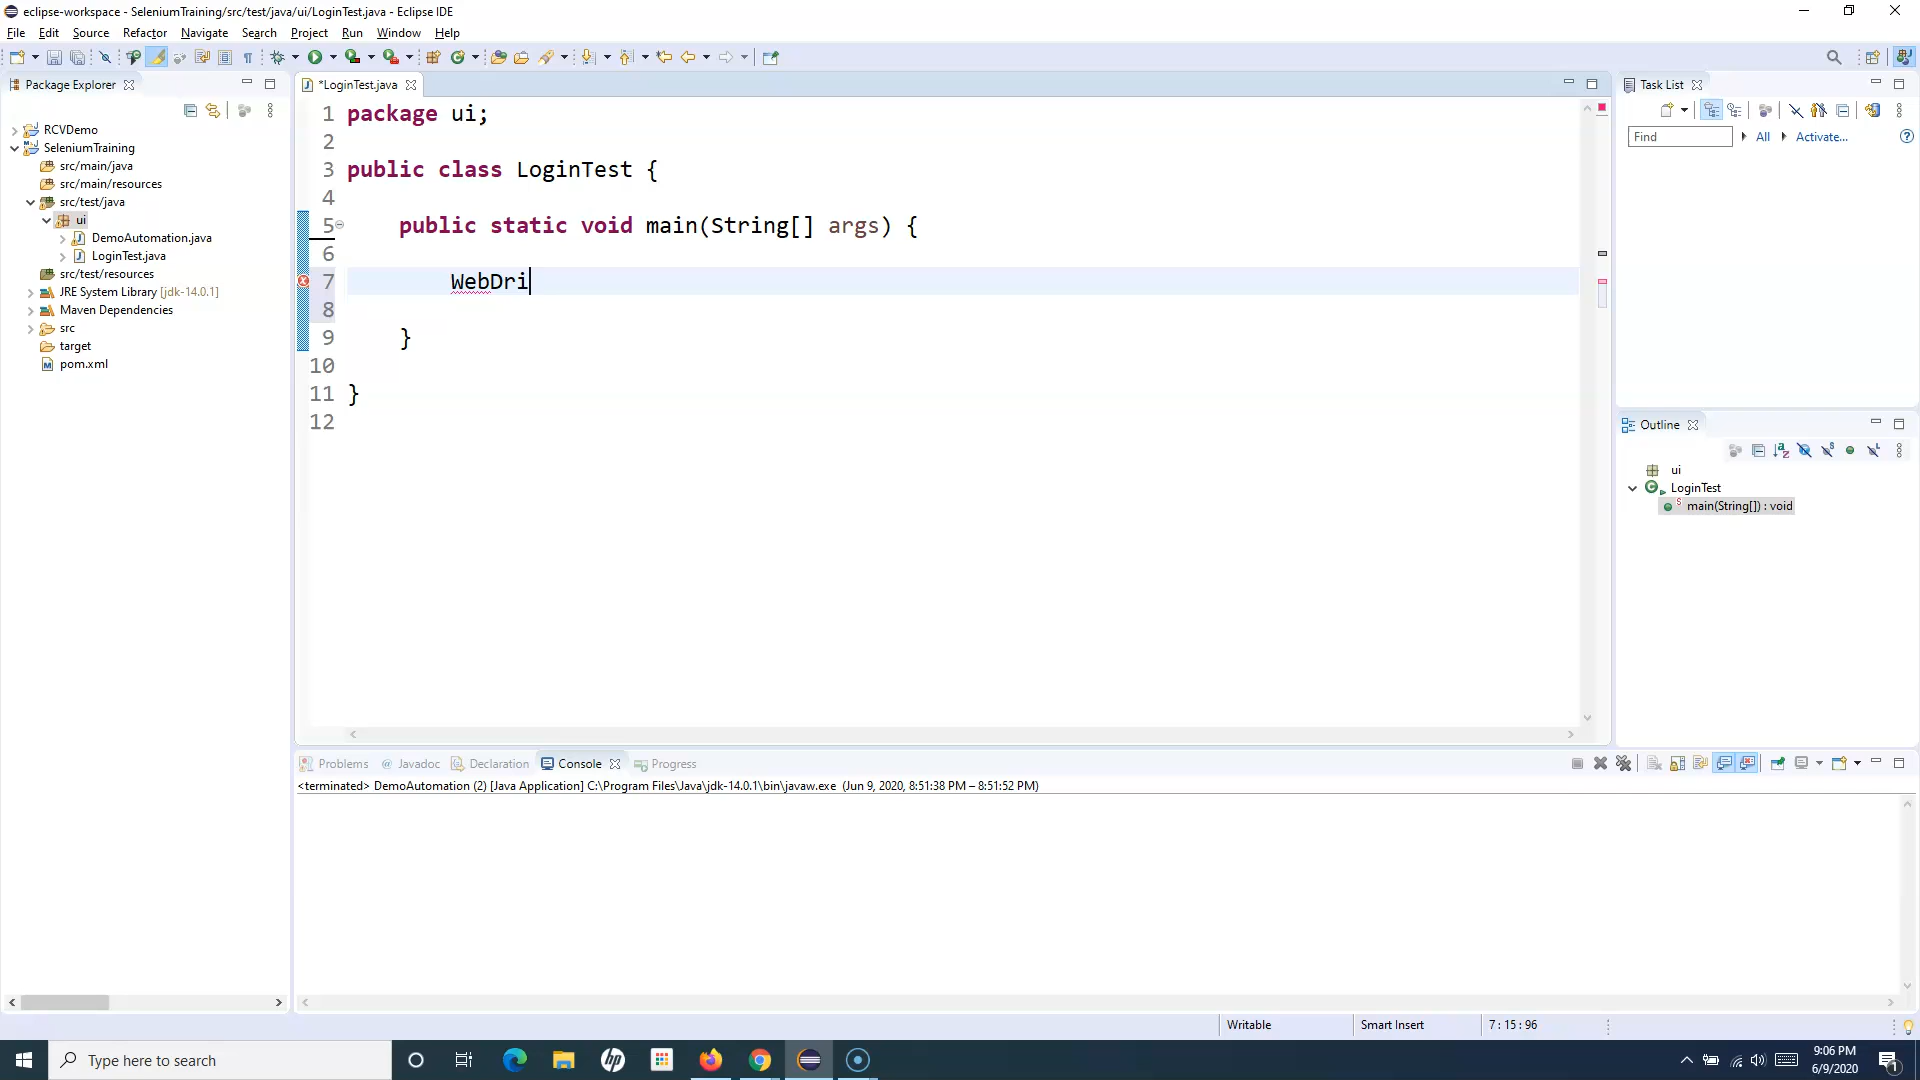 eclipse-workspace - SeleniumTraining/src/test/java/ui/LoginTest.java - Eclipse IDE
File Edit Source Refactor Navigate Search Project Run Window Help
Package Explorer
*LoginTest.java
Task List
RCVDemo
SeleniumTraining
src/main/java
src/main/resources
src/test/java
ui
DemoAutomation.java
LoginTest.java
src/test/resources
JRE System Library [jdk-14.0.1]
Maven Dependencies
src
target
pom.xml
1 package ui;
2
3 public class LoginTest {
4
5 public static void main(String[] args) {
6
7 WebDri
8
9 }
10
11 }
12
Find All Activate...
Outline
ui
LoginTest
main(String[]) : void
Problems Javadoc Declaration Console Progress
<terminated> DemoAutomation (2) [Java Application] C:\Program Files\Java\jdk-14.0.1\bin\javaw.exe (Jun 9, 2020, 8:51:38 PM – 8:51:52 PM)
Writable Smart Insert 7 : 15 : 96
Type here to search
9:06 PM
6/9/2020
1